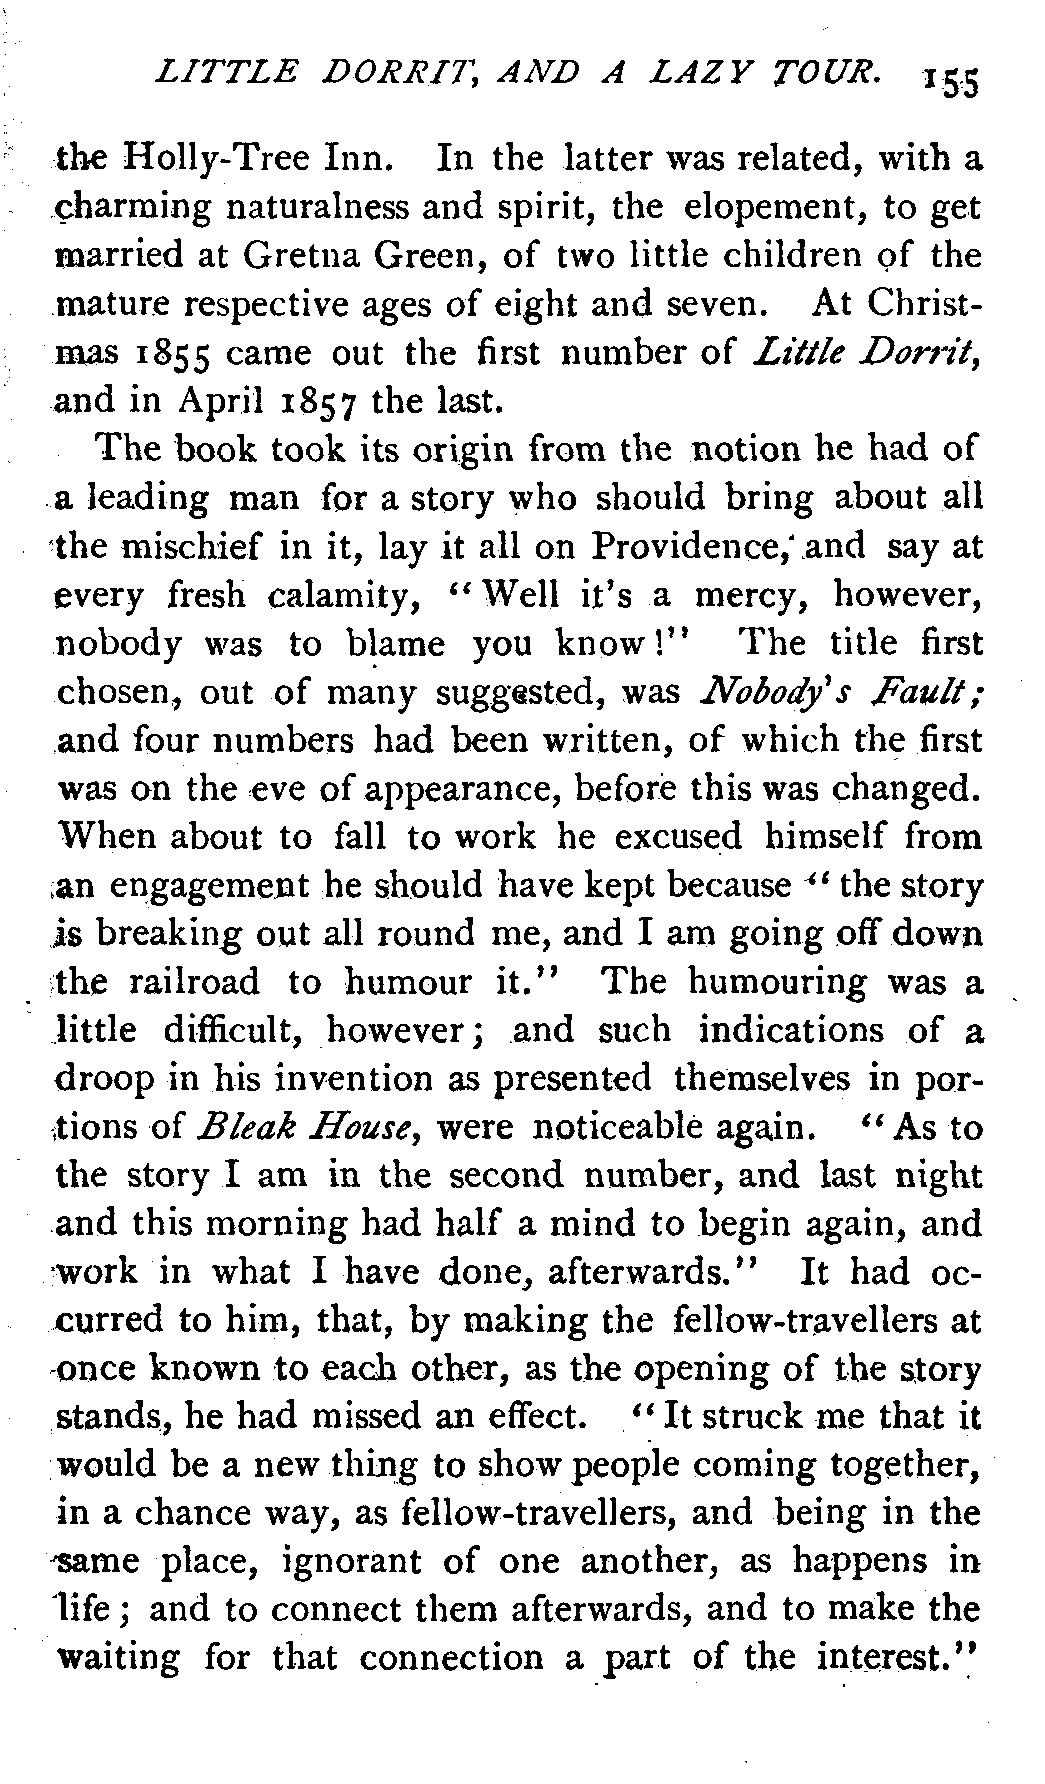 LITTLE DORRIT, AND A LAZY TOUR. 155
the Holly-Tree Inn. In the latter was related, with a
charming naturalness and spirit, the elopement, to get
married at Gretna Green, of two little children of the
mature respective ages of eight and seven. At Christ-
mas 1855 came out the first number of Little Dorrit,
and in April 1857 the last.
The book took its origin from the notion he had of
a leading man for a story who should bring about all
the mischief in it, lay it all on Providence, and say at
every fresh calamity, "Well it's a mercy, however,
nobody was to blame you know!" The title first
chosen, out of many suggested, was Nobody's Fault;
and four numbers had been written, of which the first
was on the eve of appearance, before this was changed.
When about to fall to work he excused himself from
an engagement he should have kept because "the story
is breaking out all round me, and I am going off down
the railroad to humour it." The humouring was a
little difficult, however; and such indications of a
droop in his invention as presented themselves in por-
tions of Bleak House, were noticeable again. "As to
the story I am in the second number, and last night
and this morning had half a mind to begin again, and
work in what I have done, afterwards." It had oc-
curred to him, that, by making the fellow-travellers at
once known to each other, as the opening of the story
stands, he had missed an effect. "It struck me that it
would be a new thing to show people coming together,
in a chance way, as fellow-travellers, and being in the
same place, ignorant of one another, as happens in
life; and to connect them afterwards, and to make the
waiting for that connection a part of the interest."